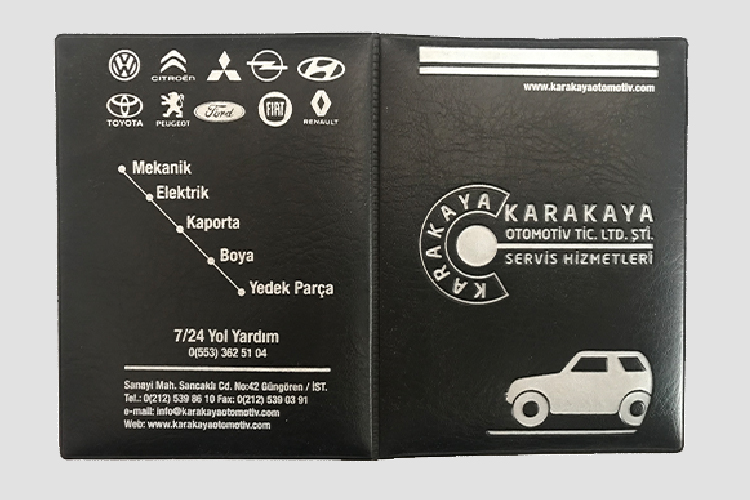 CITROËN
TOYOTA
PEUGEOT
Ford
FIAT
RENAULT
Mekanik
Elektrik
Kaporta
Boya
Yedek Parça
7/24 Yol Yardım
0(553) 362 51 04
Sanayi Mah. Sancaklı Cd. No:42 Güngören / İST.
Tel.: 0(212) 539 86 10 Fax: 0(212) 539 03 91
e-mail: info@karakayaotomotiv.com
Web: www.karakayaotomotiv.com
www.karakayaotomotiv.com
KARAKAYA
KARAKAYA
OTOMOTİV TİC. LTD. ŞTİ.
SERVİS HİZMETLERİ